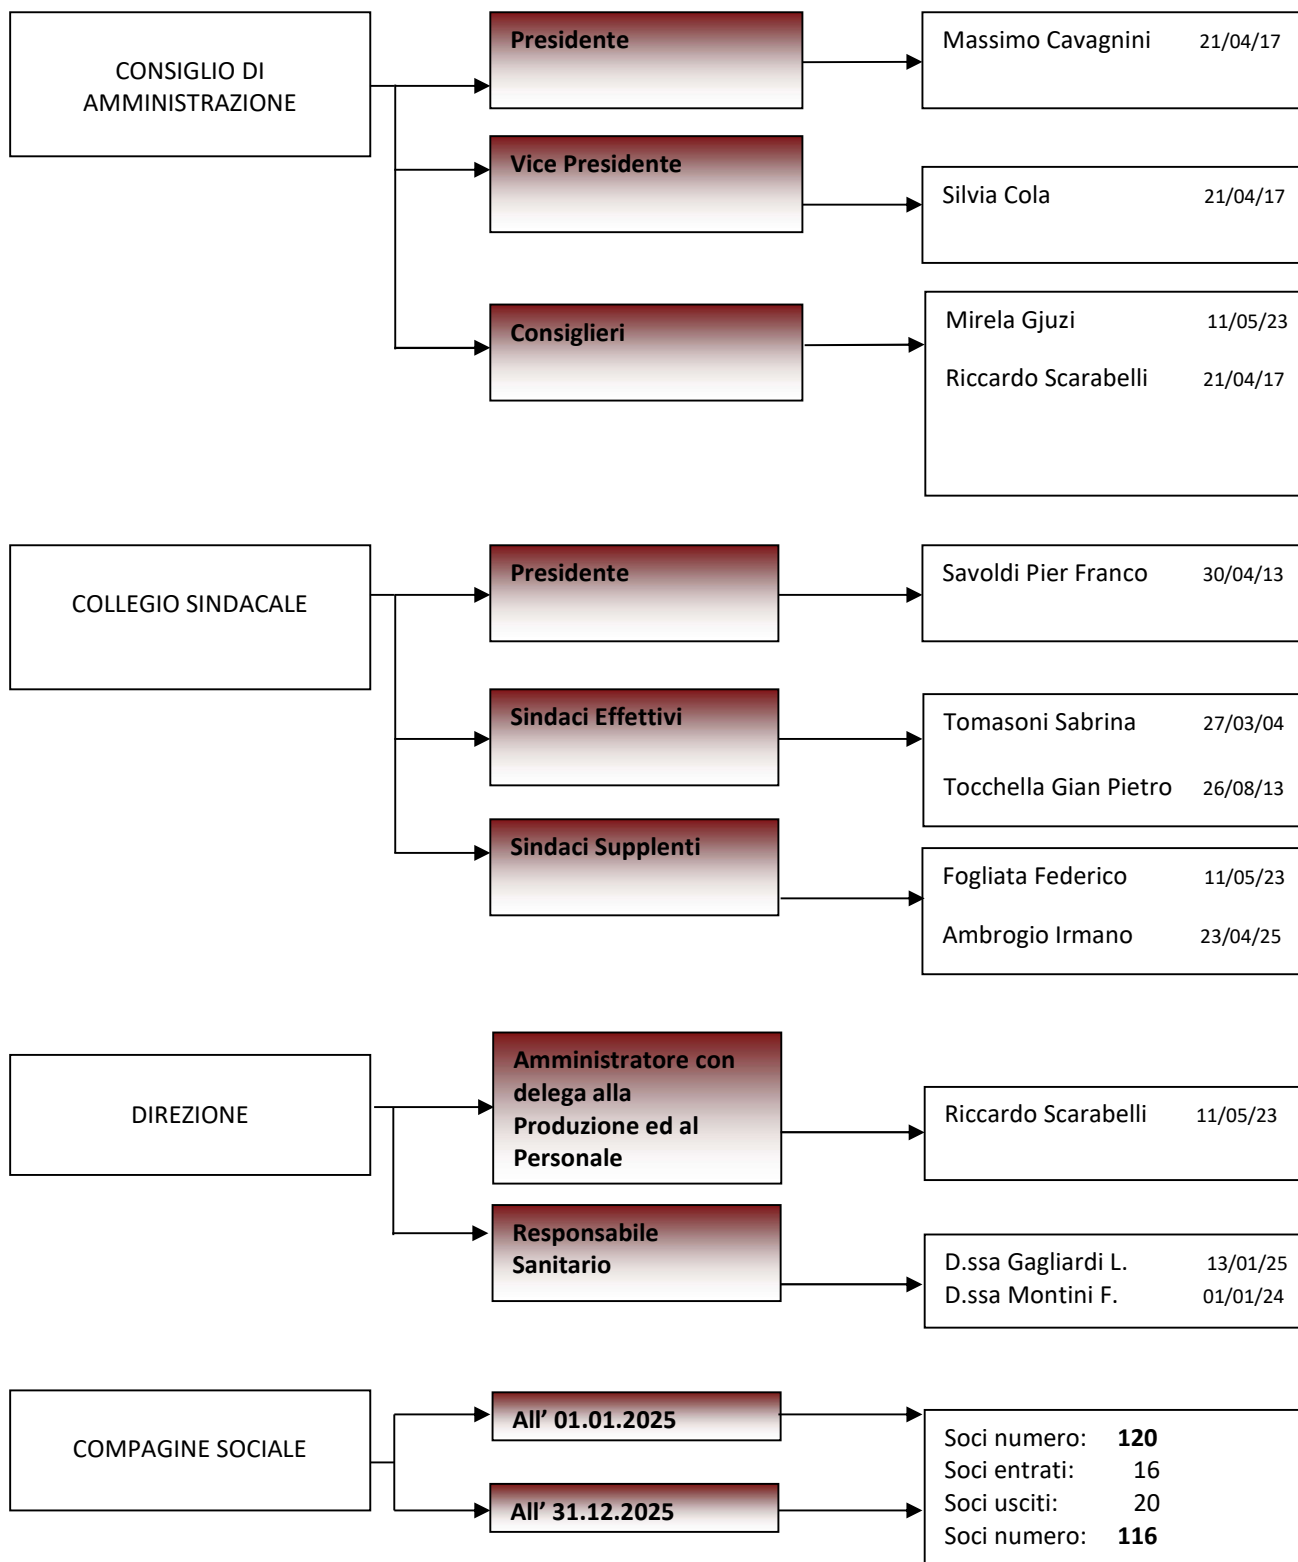 CONSIGLIO DI
AMMINISTRAZIONE
Presidente
Massimo Cavagnini 21/04/17
Vice Presidente
Silvia Cola 21/04/17
Consiglieri
Mirela Gjuzi 11/05/23
Riccardo Scarabelli 21/04/17
COLLEGIO SINDACALE
Presidente
Savoldi Pier Franco 30/04/13
Sindaci Effettivi
Tomasoni Sabrina 27/03/04
Tocchella Gian Pietro 26/08/13
Sindaci Supplenti
Fogliata Federico 11/05/23
Ambrogio Irmano 23/04/25
DIREZIONE
Amministratore con
delega alla
Produzione ed al
Personale
Riccardo Scarabelli 11/05/23
Responsabile
Sanitario
D.ssa Gagliardi L. 13/01/25
D.ssa Montini F. 01/01/24
COMPAGINE SOCIALE
All’ 01.01.2025
All’ 31.12.2025
Soci numero: 120
Soci entrati: 16
Soci usciti: 20
Soci numero: 116